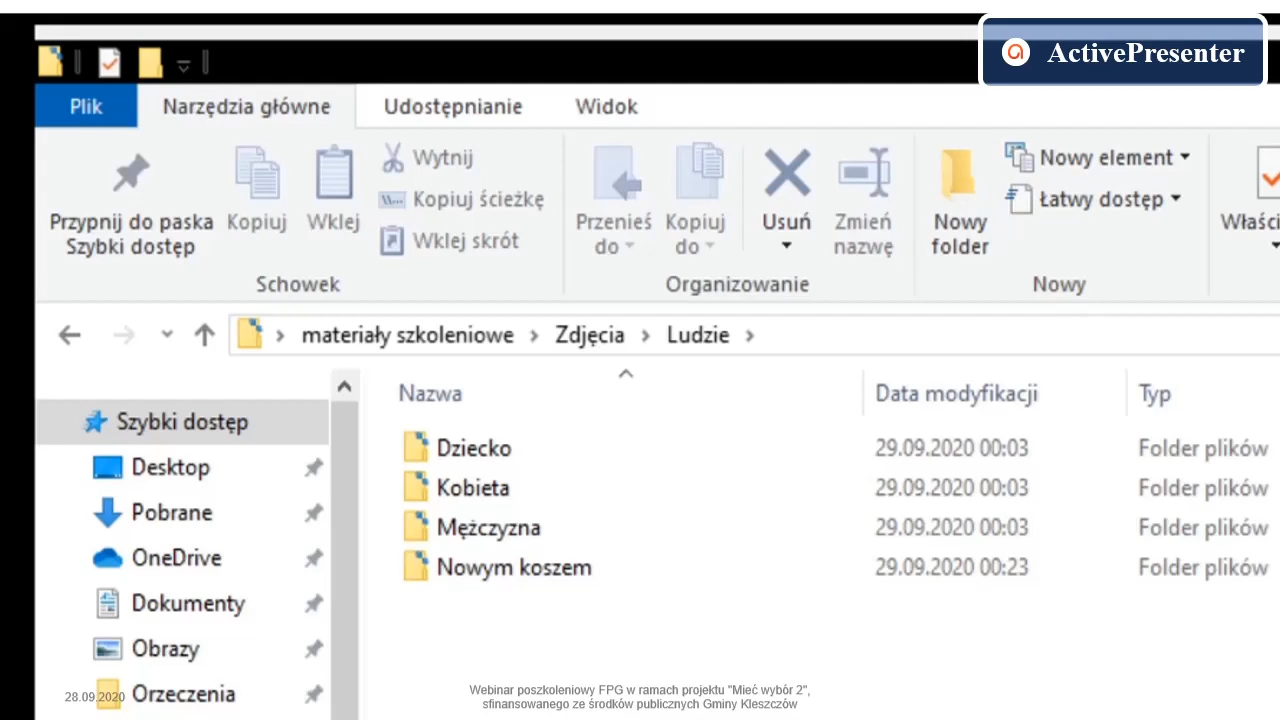 ActivePresenter
Plik Narzędzia główne Udostępnianie Widok
Przypnij do paska
Szybki dostęp
Kopiuj
Wklej
Wytnij
Kopiuj ścieżkę
Wklej skrót
Schowek
Przenieś
do
Kopiuj
do
Usuń
Zmień
nazwę
Organizowanie
Nowy
folder
Nowy element
Łatwy dostęp
Nowy
Właści
materiały szkoleniowe > Zdjęcia > Ludzie >
Nazwa Data modyfikacji Typ
Dziecko 29.09.2020 00:03 Folder plików
Kobieta 29.09.2020 00:03 Folder plików
Mężczyzna 29.09.2020 00:03 Folder plików
Nowym koszem 29.09.2020 00:23 Folder plików
Szybki dostęp
Desktop
Pobrane
OneDrive
Dokumenty
Obrazy
Orzeczenia
28.09.2020
Webinar poszkoleniowy FPG w ramach projektu "Mieć wybór 2",
sfinansowanego ze środków publicznych Gminy Kleszczów